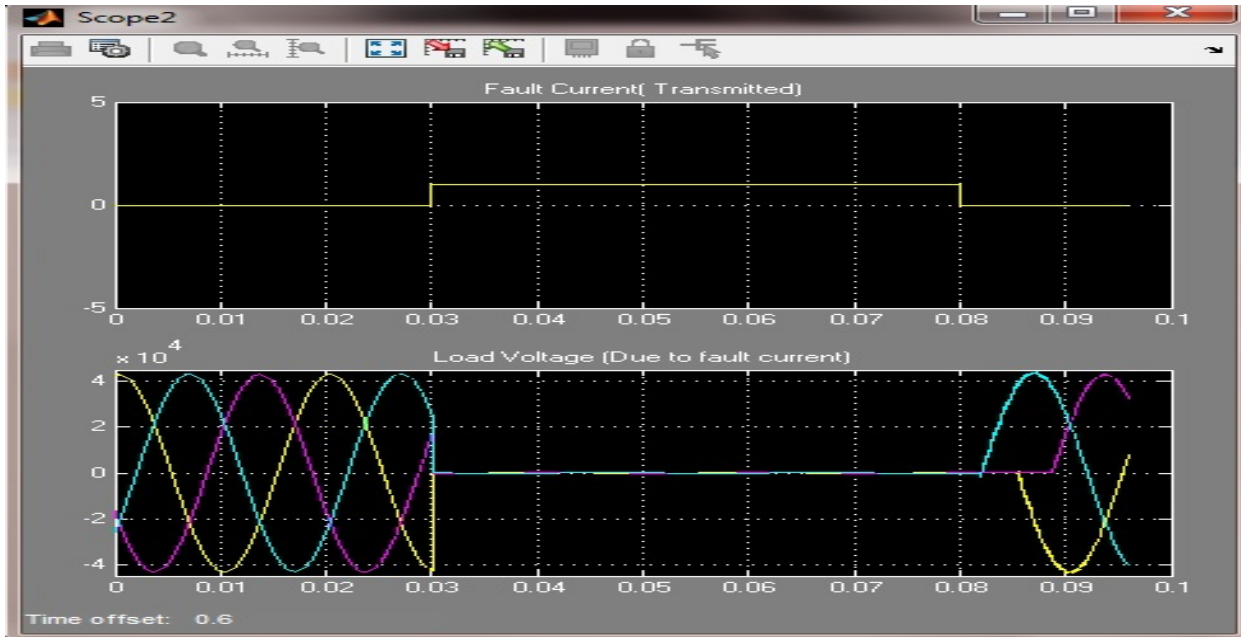 Scope2
Fault Current( Transmitted)
5
0
-5
0 0.01 0.02 0.03 0.04 0.05 0.06 0.07 0.08 0.09 0.1
x 10^4
Load Voltage (Due to fault current)
4
2
0
-2
-4
0 0.01 0.02 0.03 0.04 0.05 0.06 0.07 0.08 0.09 0.1
Time offset: 0.6